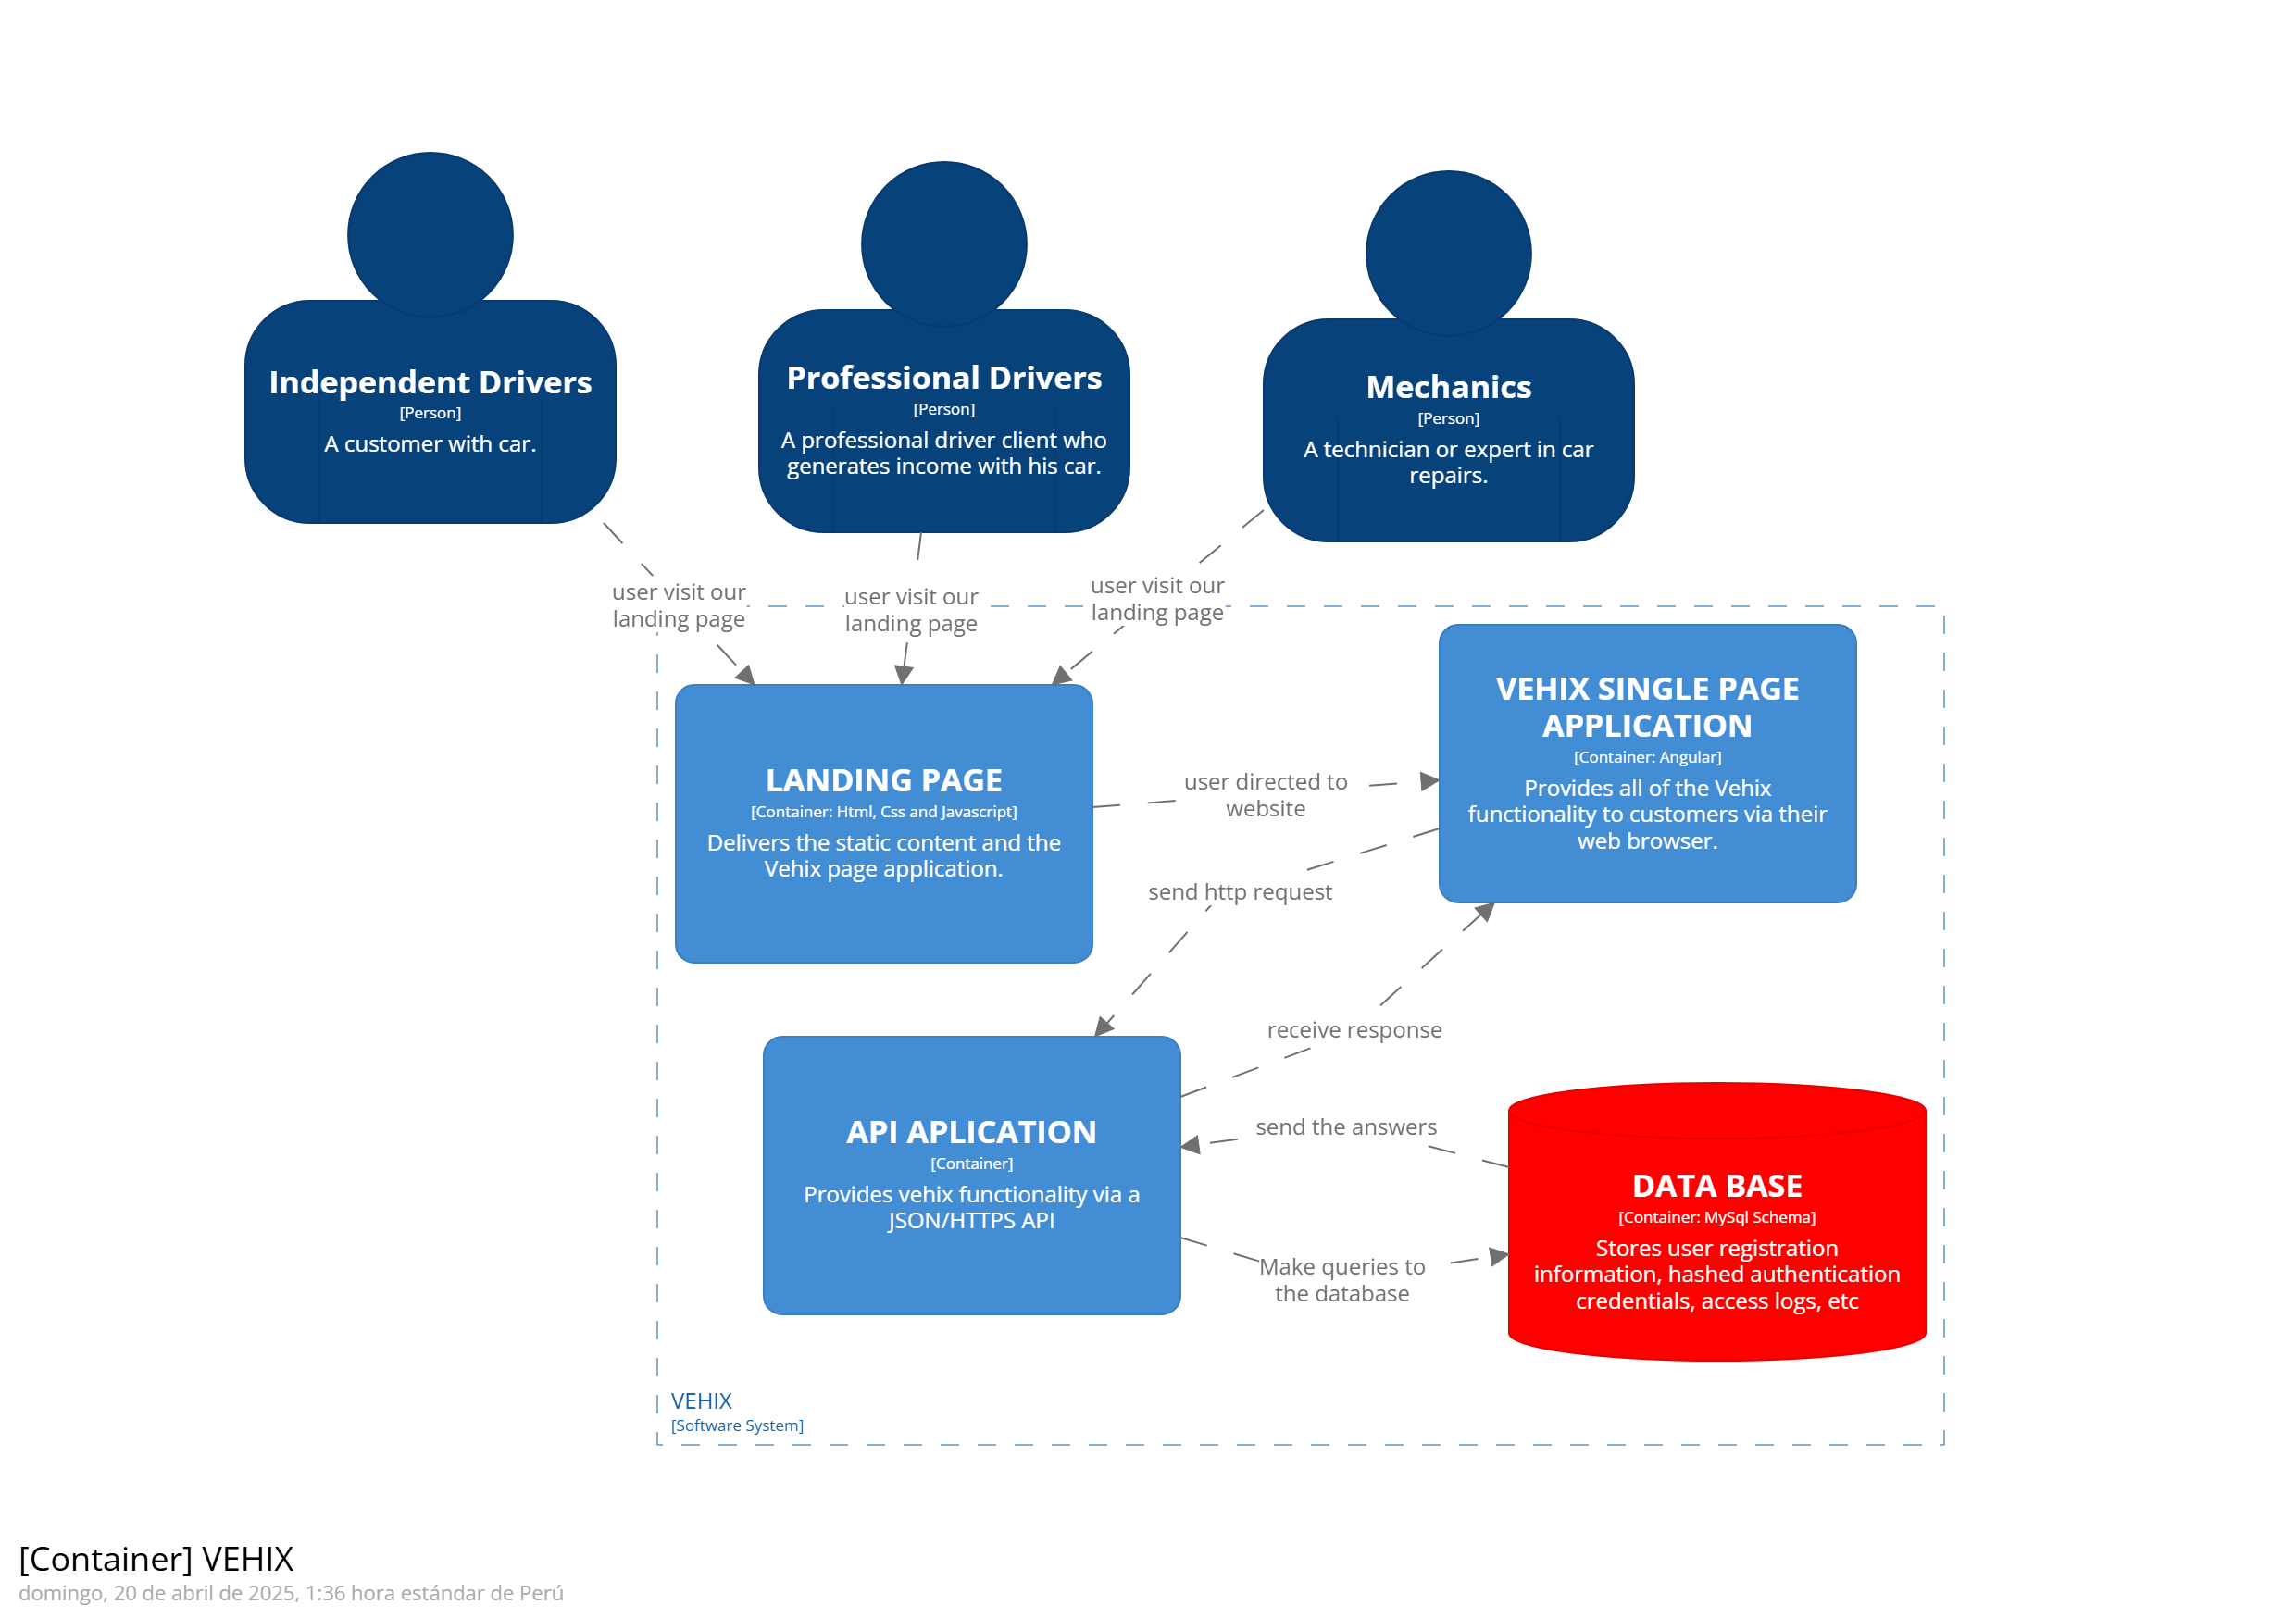 Independent Drivers
[Person]
A customer with car.
Professional Drivers
[Person]
A professional driver client who
generates income with his car.
Mechanics
[Person]
A technician or expert in car
repairs.
user visit our
landing page
user visit our
landing page
user visit our
landing page
LANDING PAGE
[Container: Html, Css and Javascript]
Delivers the static content and the
Vehix page application.
user directed to
website
VEHIX SINGLE PAGE
APPLICATION
[Container: Angular]
Provides all of the Vehix
functionality to customers via their
web browser.
send http request
receive response
API APLICATION
[Container]
Provides vehix functionality via a
JSON/HTTPS API
send the answers
Make queries to
the database
DATA BASE
[Container: MySql Schema]
Stores user registration
information, hashed authentication
credentials, access logs, etc
VEHIX
[Software System]
[Container] VEHIX
domingo, 20 de abril de 2025, 1:36 hora estándar de Perú